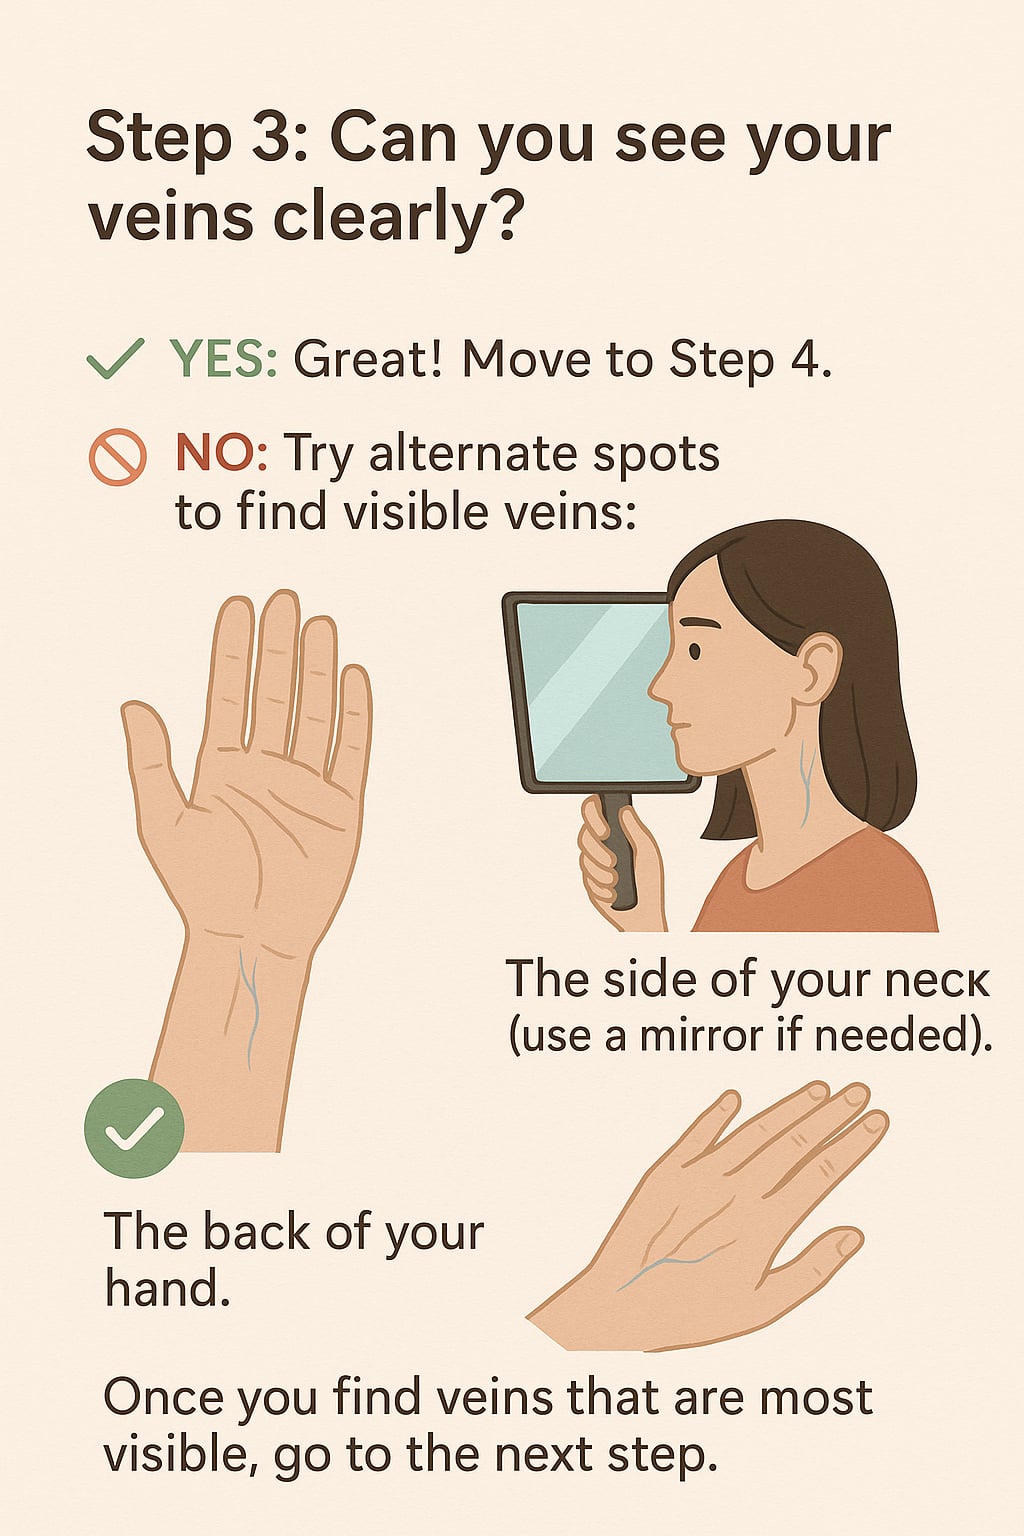 Step 3: Can you see your
veins clearly?
YES: Great! Move to Step 4.
NO: Try alternate spots
to find visible veins:
The side of your neck
(use a mirror if needed).
The back of your
hand.
Once you find veins that are most
visible, go to the next step.